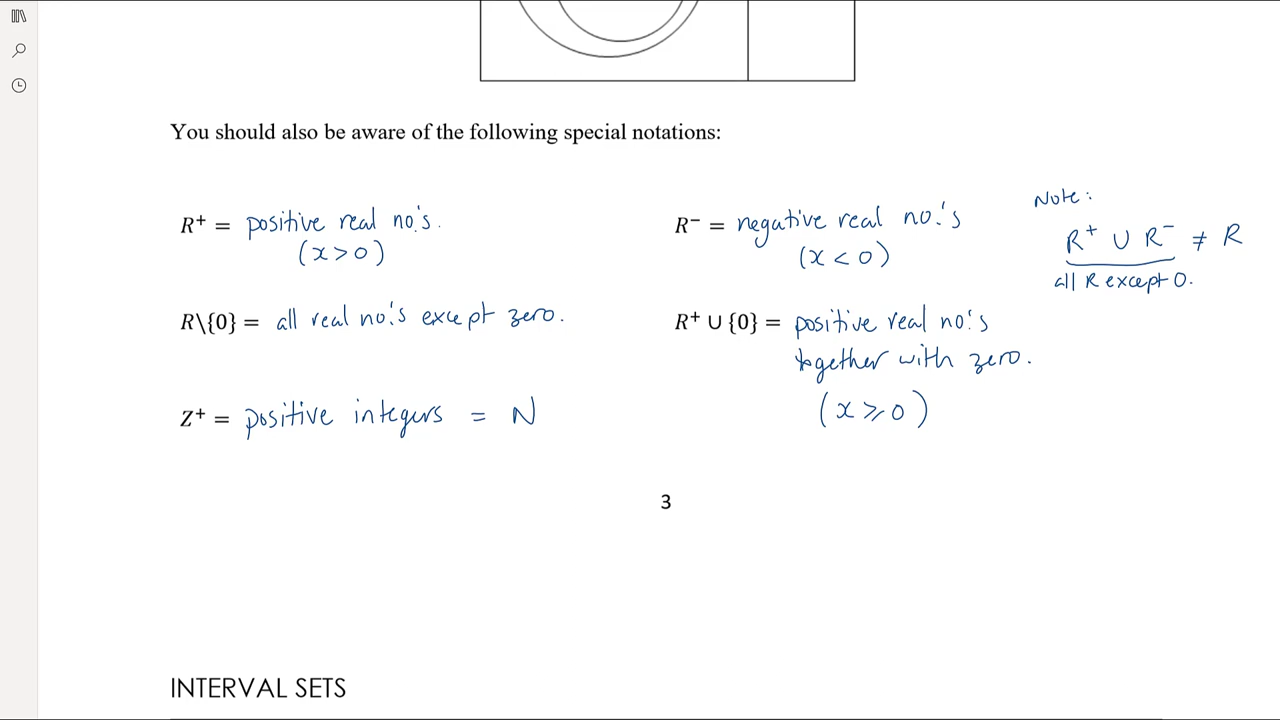 You should also be aware of the following special notations:
Note:
R⁺ = positive real no.'s.
(x > 0)
R⁻ = negative real no.'s
(x < 0)
R⁺ ∪ R⁻ ≠ R
all R except 0.
R\{0} = all real no.'s except zero.
R⁺ ∪ {0} = positive real no.'s
together with zero.
(x ⩾ 0)
Z⁺ = positive integers = N
3
INTERVAL SETS